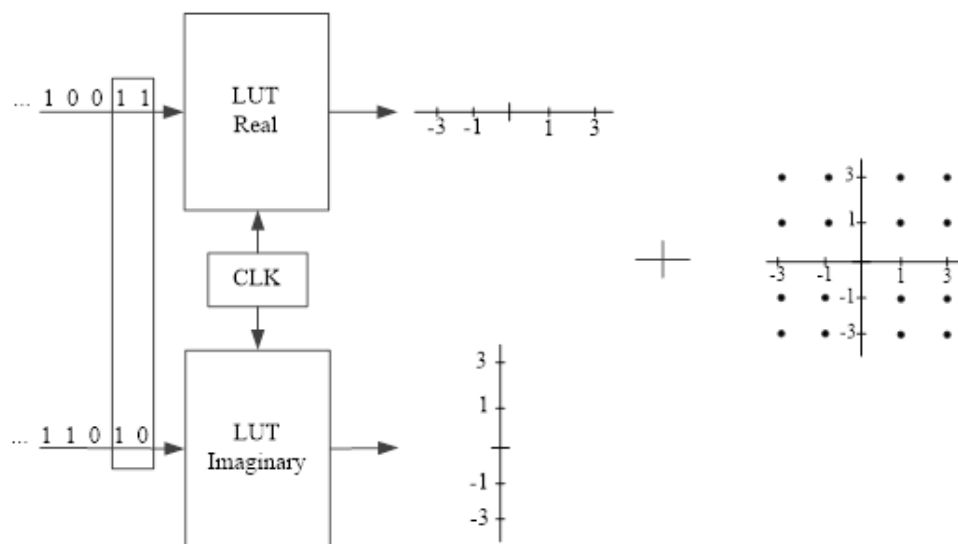 ... 1 0 0 1 1
LUT
Real
-3 -1 1 3
CLK
3
1
-3 -1 1 3
-1
-3
... 1 1 0 1 0
LUT
Imaginary
3
1
-1
-3